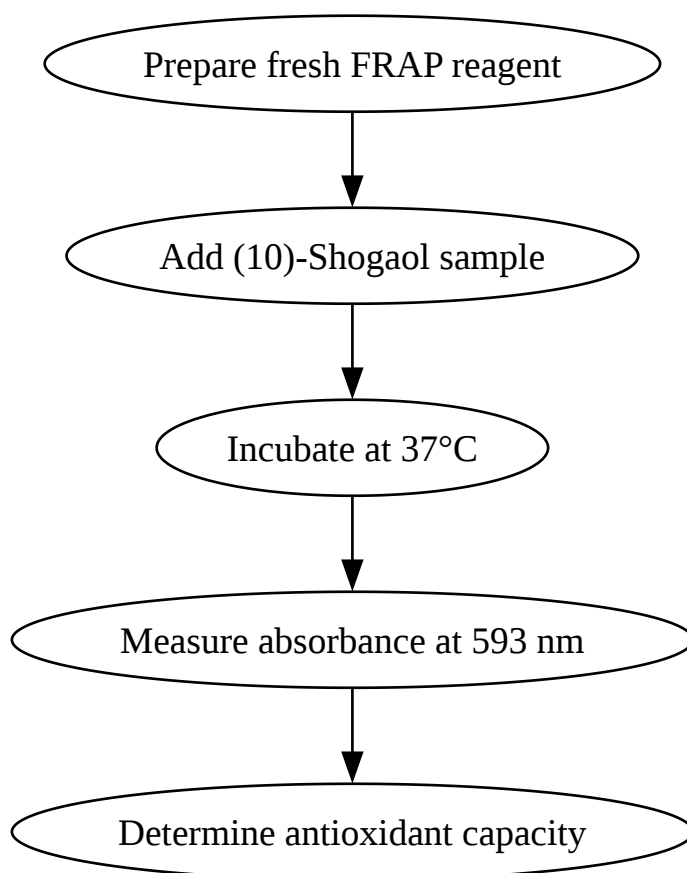 Prepare fresh FRAP reagent
Add (10)-Shogaol sample
Incubate at 37°C
Measure absorbance at 593 nm
Determine antioxidant capacity